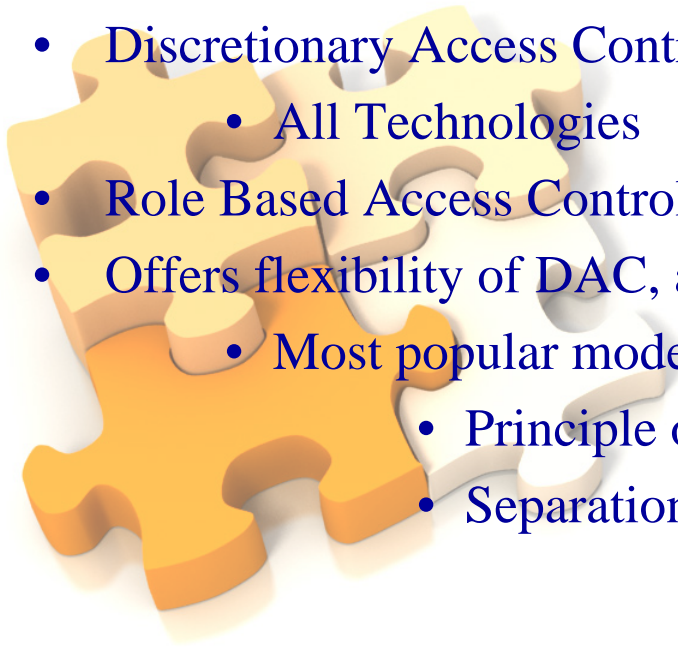 • Discretionary Access Cont
• All Technologies
• Role Based Access Control
• Offers flexibility of DAC,
• Most popular mode
• Principle
• Separation